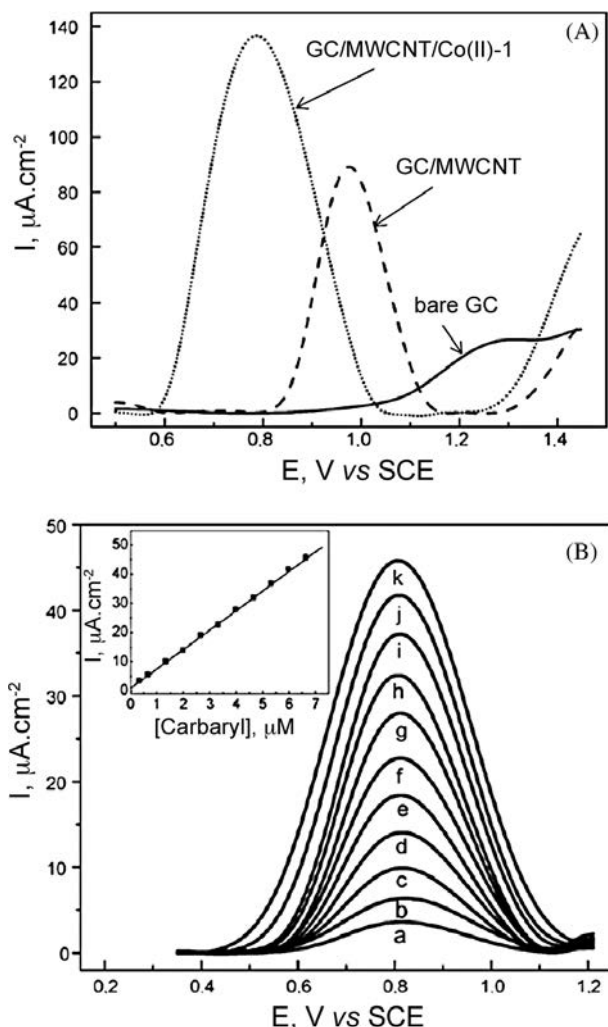 (A)
GC/MWCNT/Co(II)-1
GC/MWCNT
bare GC
140
120
100
80
60
40
20
0
I, µA.cm-2
0.6 0.8 1.0 1.2 1.4
E, V vs SCE
(B)
50
40
30
20
10
0
I, µA.cm-2
50
40
30
20
10
0
I, µA.cm-2
0 1 2 3 4 5 6 7
[Carbaryl], µM
k
j
i
h
g
f
e
d
c
b
a
0.2 0.4 0.6 0.8 1.0 1.2
E, V vs SCE